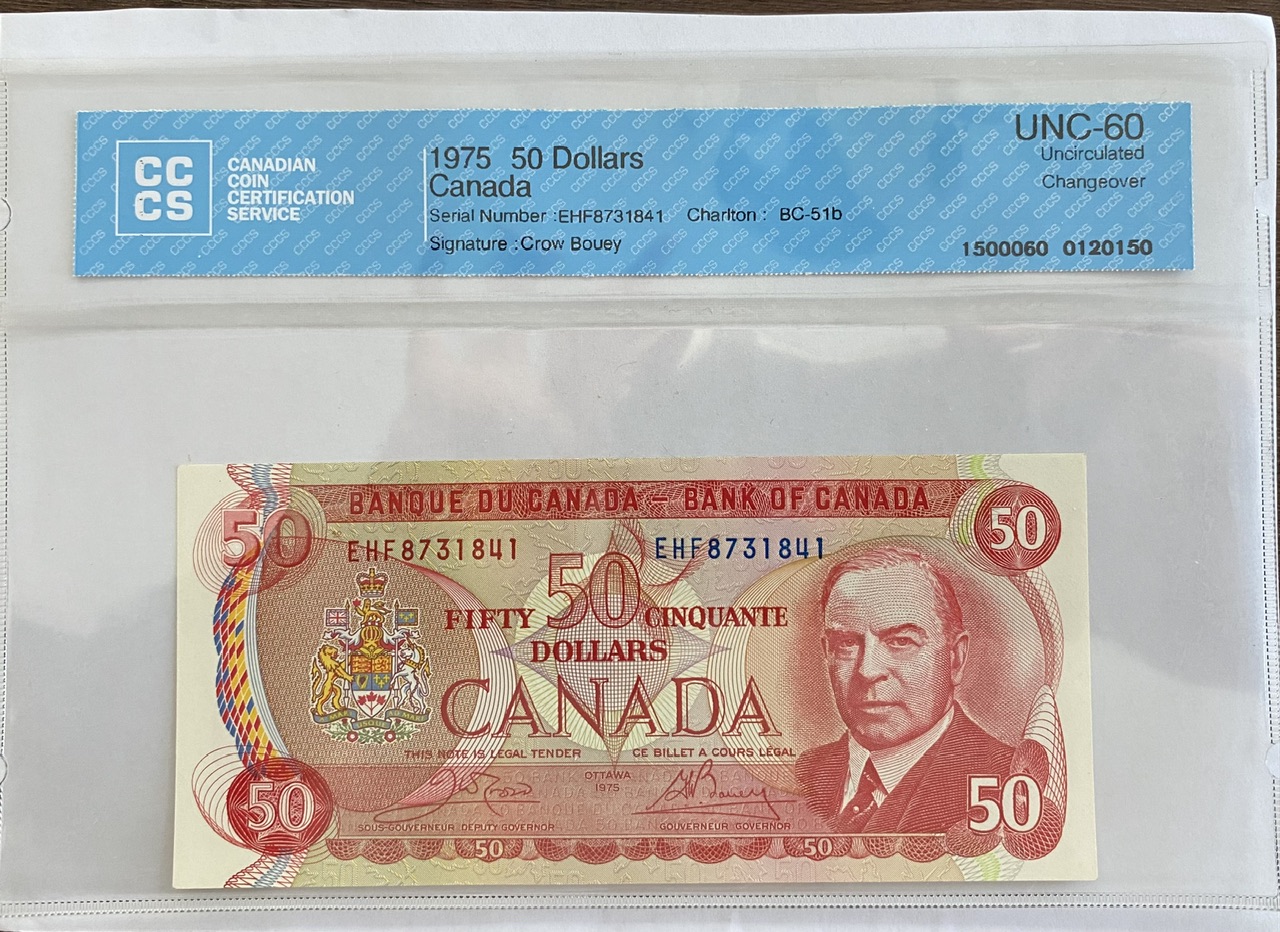 CC
CS
CANADIAN
COIN
CERTIFICATION
SERVICE
1975 50 Dollars
Canada
Serial Number :EHF8731841 Charlton : BC-51b
Signature :Crow Bouey
UNC-60
Uncirculated
Changeover
1500060 0120150
BANQUE DU CANADA – BANK OF CANADA
50
50
EHF8731841
EHF8731841
50
FIFTY CINQUANTE
DOLLARS
CANADA
THIS NOTE IS LEGAL TENDER
CE BILLET A COURS LÉGAL
OTTAWA
1975
SOUS-GOUVERNEUR DEPUTY GOVERNOR
GOUVERNEUR GOVERNOR
50
50
50
50